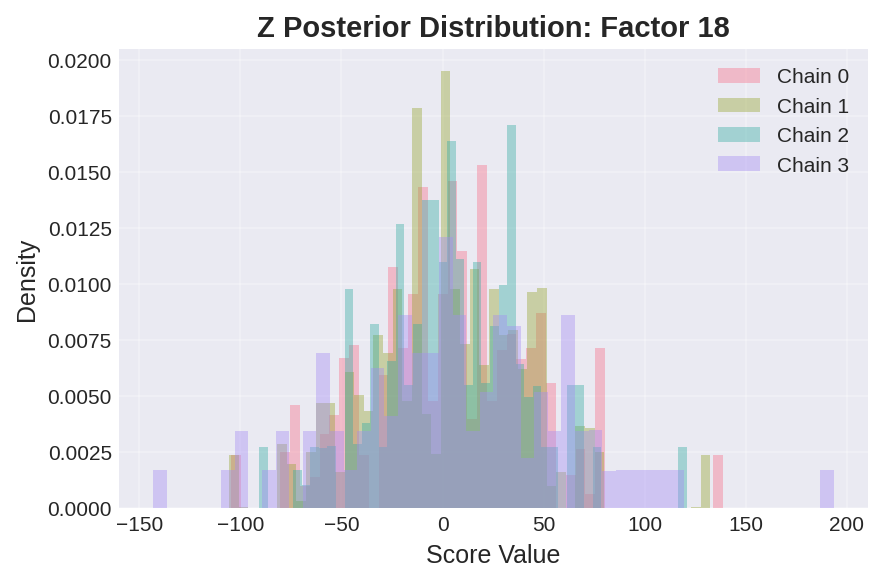 Z Posterior Distribution: Factor 18
0.0200
0.0175
0.0150
0.0125
0.0100
0.0075
0.0050
0.0025
0.0000
Density
Chain 0
Chain 1
Chain 2
Chain 3
−150
−100
−50
0
50
100
150
200
Score Value